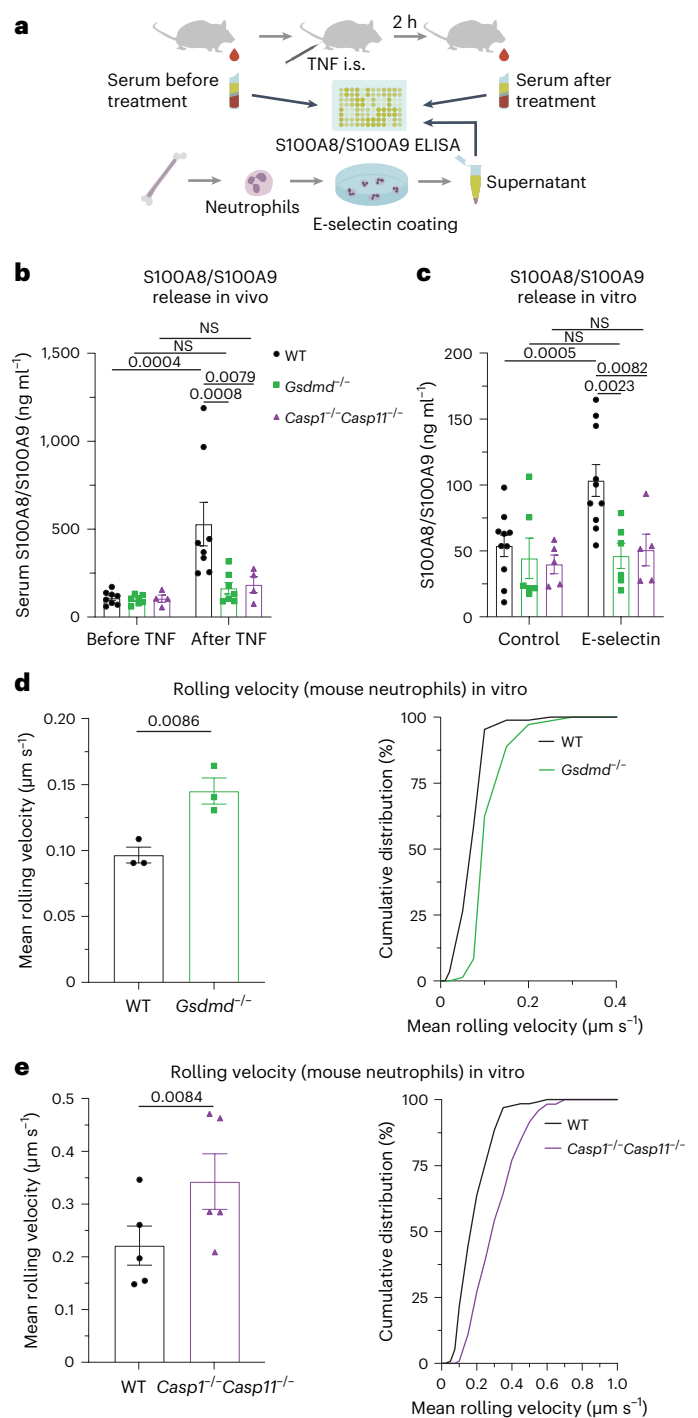 a
2 h
TNF i.s.
Serum before
treatment
Serum after
treatment
S100A8/S100A9 ELISA
Neutrophils
E-selectin coating
Supernatant
b
S100A8/S100A9
release in vivo
Serum S100A8/S100A9 (ng ml⁻¹)
1,500
1,000
500
0
NS
NS
0.0004
0.0079
0.0008
Before TNF
After TNF
WT
Gsdmd⁻/⁻
Casp1⁻/⁻Casp11⁻/⁻
c
S100A8/S100A9
release in vitro
S100A8/S100A9 (ng ml⁻¹)
200
150
100
50
0
NS
NS
0.0005
0.0082
0.0023
Control
E-selectin
d
Rolling velocity (mouse neutrophils) in vitro
Mean rolling velocity (µm s⁻¹)
0.20
0.15
0.10
0.05
0
0.0086
WT
Gsdmd⁻/⁻
Cumulative distribution (%)
100
75
50
25
0
WT
Gsdmd⁻/⁻
0
0.2
0.4
Mean rolling velocity (µm s⁻¹)
e
Rolling velocity (mouse neutrophils) in vitro
Mean rolling velocity (µm s⁻¹)
0.5
0.4
0.3
0.2
0.1
0
0.0084
WT
Casp1⁻/⁻Casp11⁻/⁻
Cumulative distribution (%)
100
75
50
25
0
WT
Casp1⁻/⁻Casp11⁻/⁻
0
0.2
0.4
0.6
0.8
1.0
Mean rolling velocity (µm s⁻¹)